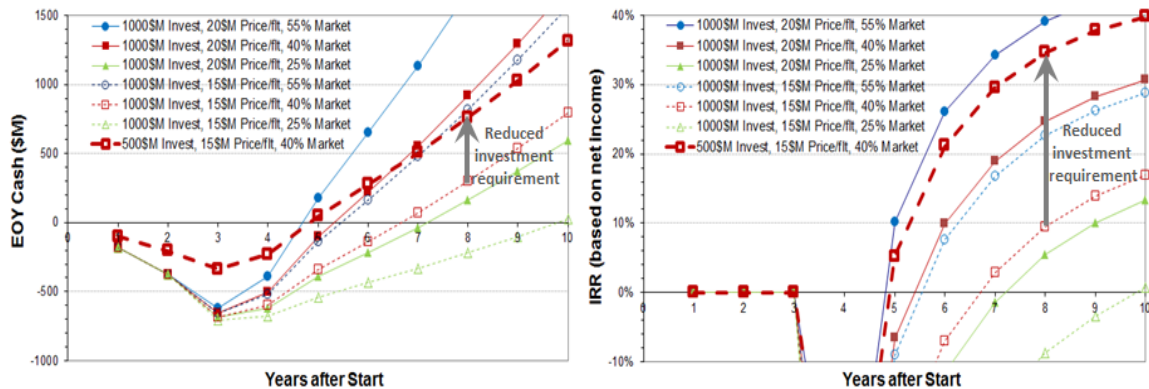 1500
1000
500
0
-500
-1000
EOY Cash ($M)
1000$M Invest, 20$M Price/flt, 55% Market
1000$M Invest, 20$M Price/flt, 40% Market
1000$M Invest, 20$M Price/flt, 25% Market
1000$M Invest, 15$M Price/flt, 55% Market
1000$M Invest, 15$M Price/flt, 40% Market
1000$M Invest, 15$M Price/flt, 25% Market
500$M Invest, 15$M Price/flt, 40% Market
Reduced
investment
requirement
0 1 2 3 4 5 6 7 8 9 10
Years after Start
40%
30%
20%
10%
0%
-10%
IRR (based on net Income)
1000$M Invest, 20$M Price/flt, 55% Market
1000$M Invest, 20$M Price/flt, 40% Market
1000$M Invest, 20$M Price/flt, 25% Market
1000$M Invest, 15$M Price/flt, 55% Market
1000$M Invest, 15$M Price/flt, 40% Market
1000$M Invest, 15$M Price/flt, 25% Market
500$M Invest, 15$M Price/flt, 40% Market
Reduced
investment
requirement
0 1 2 3 4 5 6 7 8 9 10
Years after Start